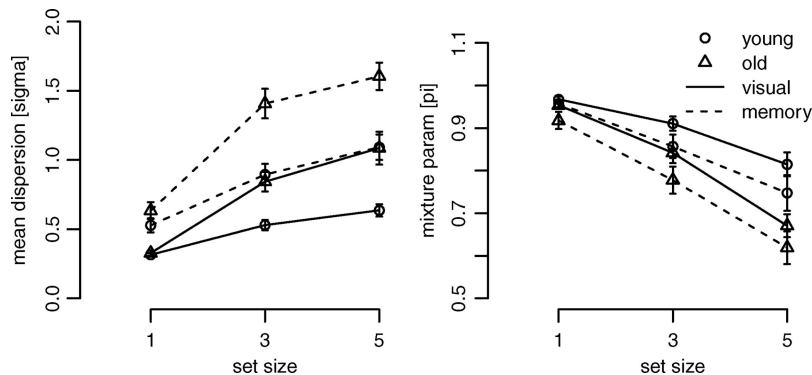 mean dispersion [sigma]
2.0
1.5
1.0
0.5
0.0
1 3 5
set size
mixture param [pi]
1.1
0.9
0.7
0.5
1 3 5
set size
young
old
visual
memory